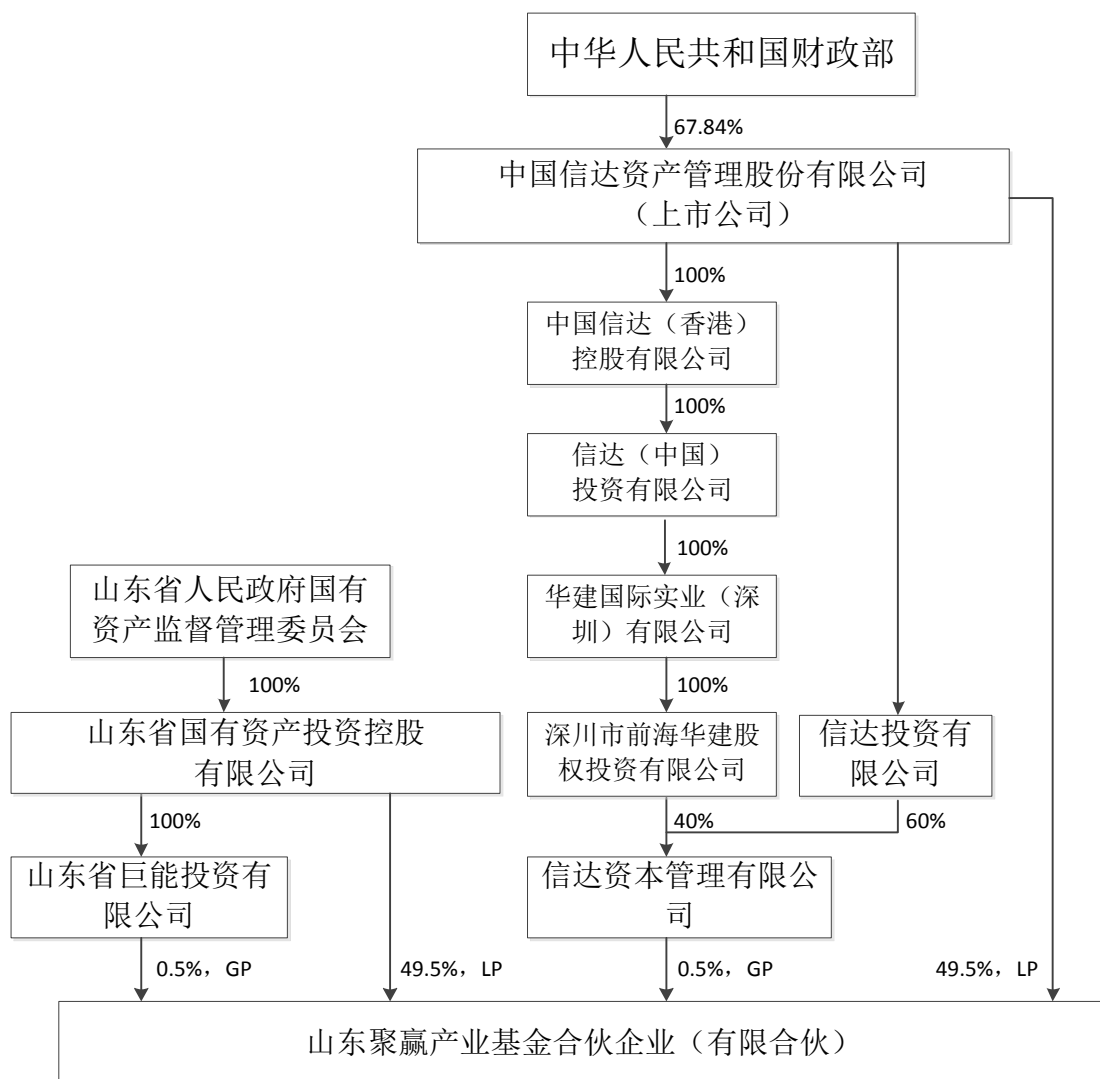 中华人民共和国财政部
67.84%
中国信达资产管理股份有限公司
（上市公司）
100%
中国信达（香港）
控股有限公司
100%
信达（中国）
投资有限公司
100%
山东省人民政府国有
资产监督管理委员会
华建国际实业（深
圳）有限公司
100%
100%
山东省国有资产投资控股
有限公司
深川市前海华建股
权投资有限公司
信达投资有
限公司
100%
40%
60%
山东省巨能投资有
限公司
信达资本管理有限公
司
0.5%，GP
49.5%，LP
0.5%，GP
49.5%，LP
山东聚赢产业基金合伙企业（有限合伙）